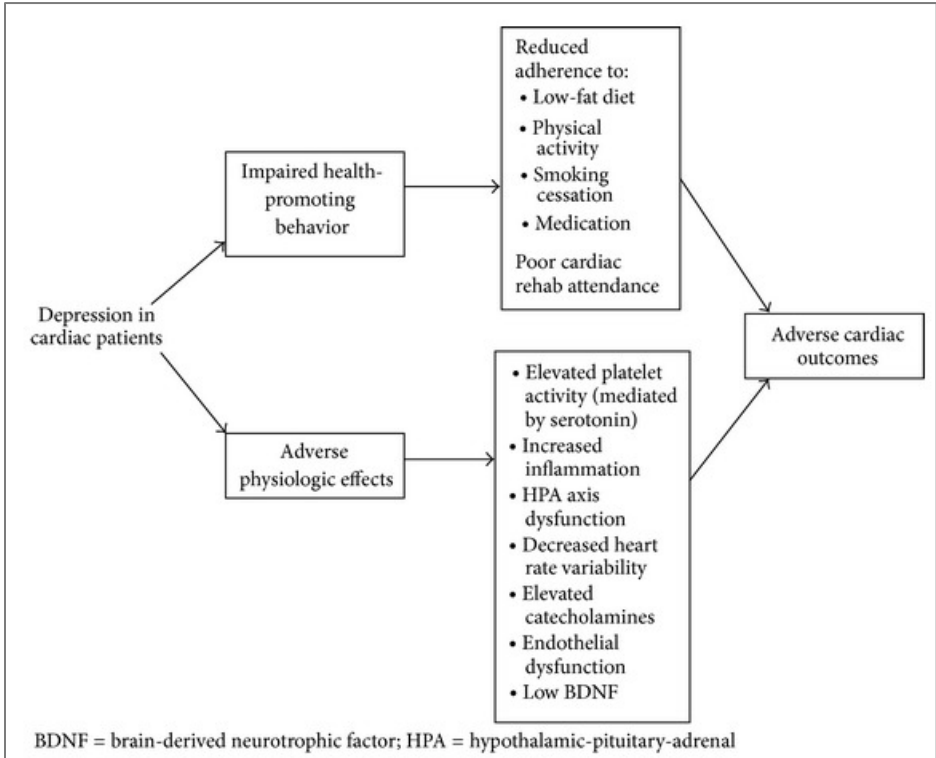 Reduced
adherence to:
• Low-fat diet
• Physical
activity
• Smoking
cessation
• Medication
Poor cardiac
rehab attendance
Impaired health-
promoting
behavior
Depression in
cardiac patients
Adverse cardiac
outcomes
Adverse
physiologic effects
• Elevated platelet
activity (mediated
by serotonin)
• Increased
inflammation
• HPA axis
dysfunction
• Decreased heart
rate variability
• Elevated
catecholamines
• Endothelial
dysfunction
• Low BDNF
BDNF = brain-derived neurotrophic factor; HPA = hypothalamic-pituitary-adrenal